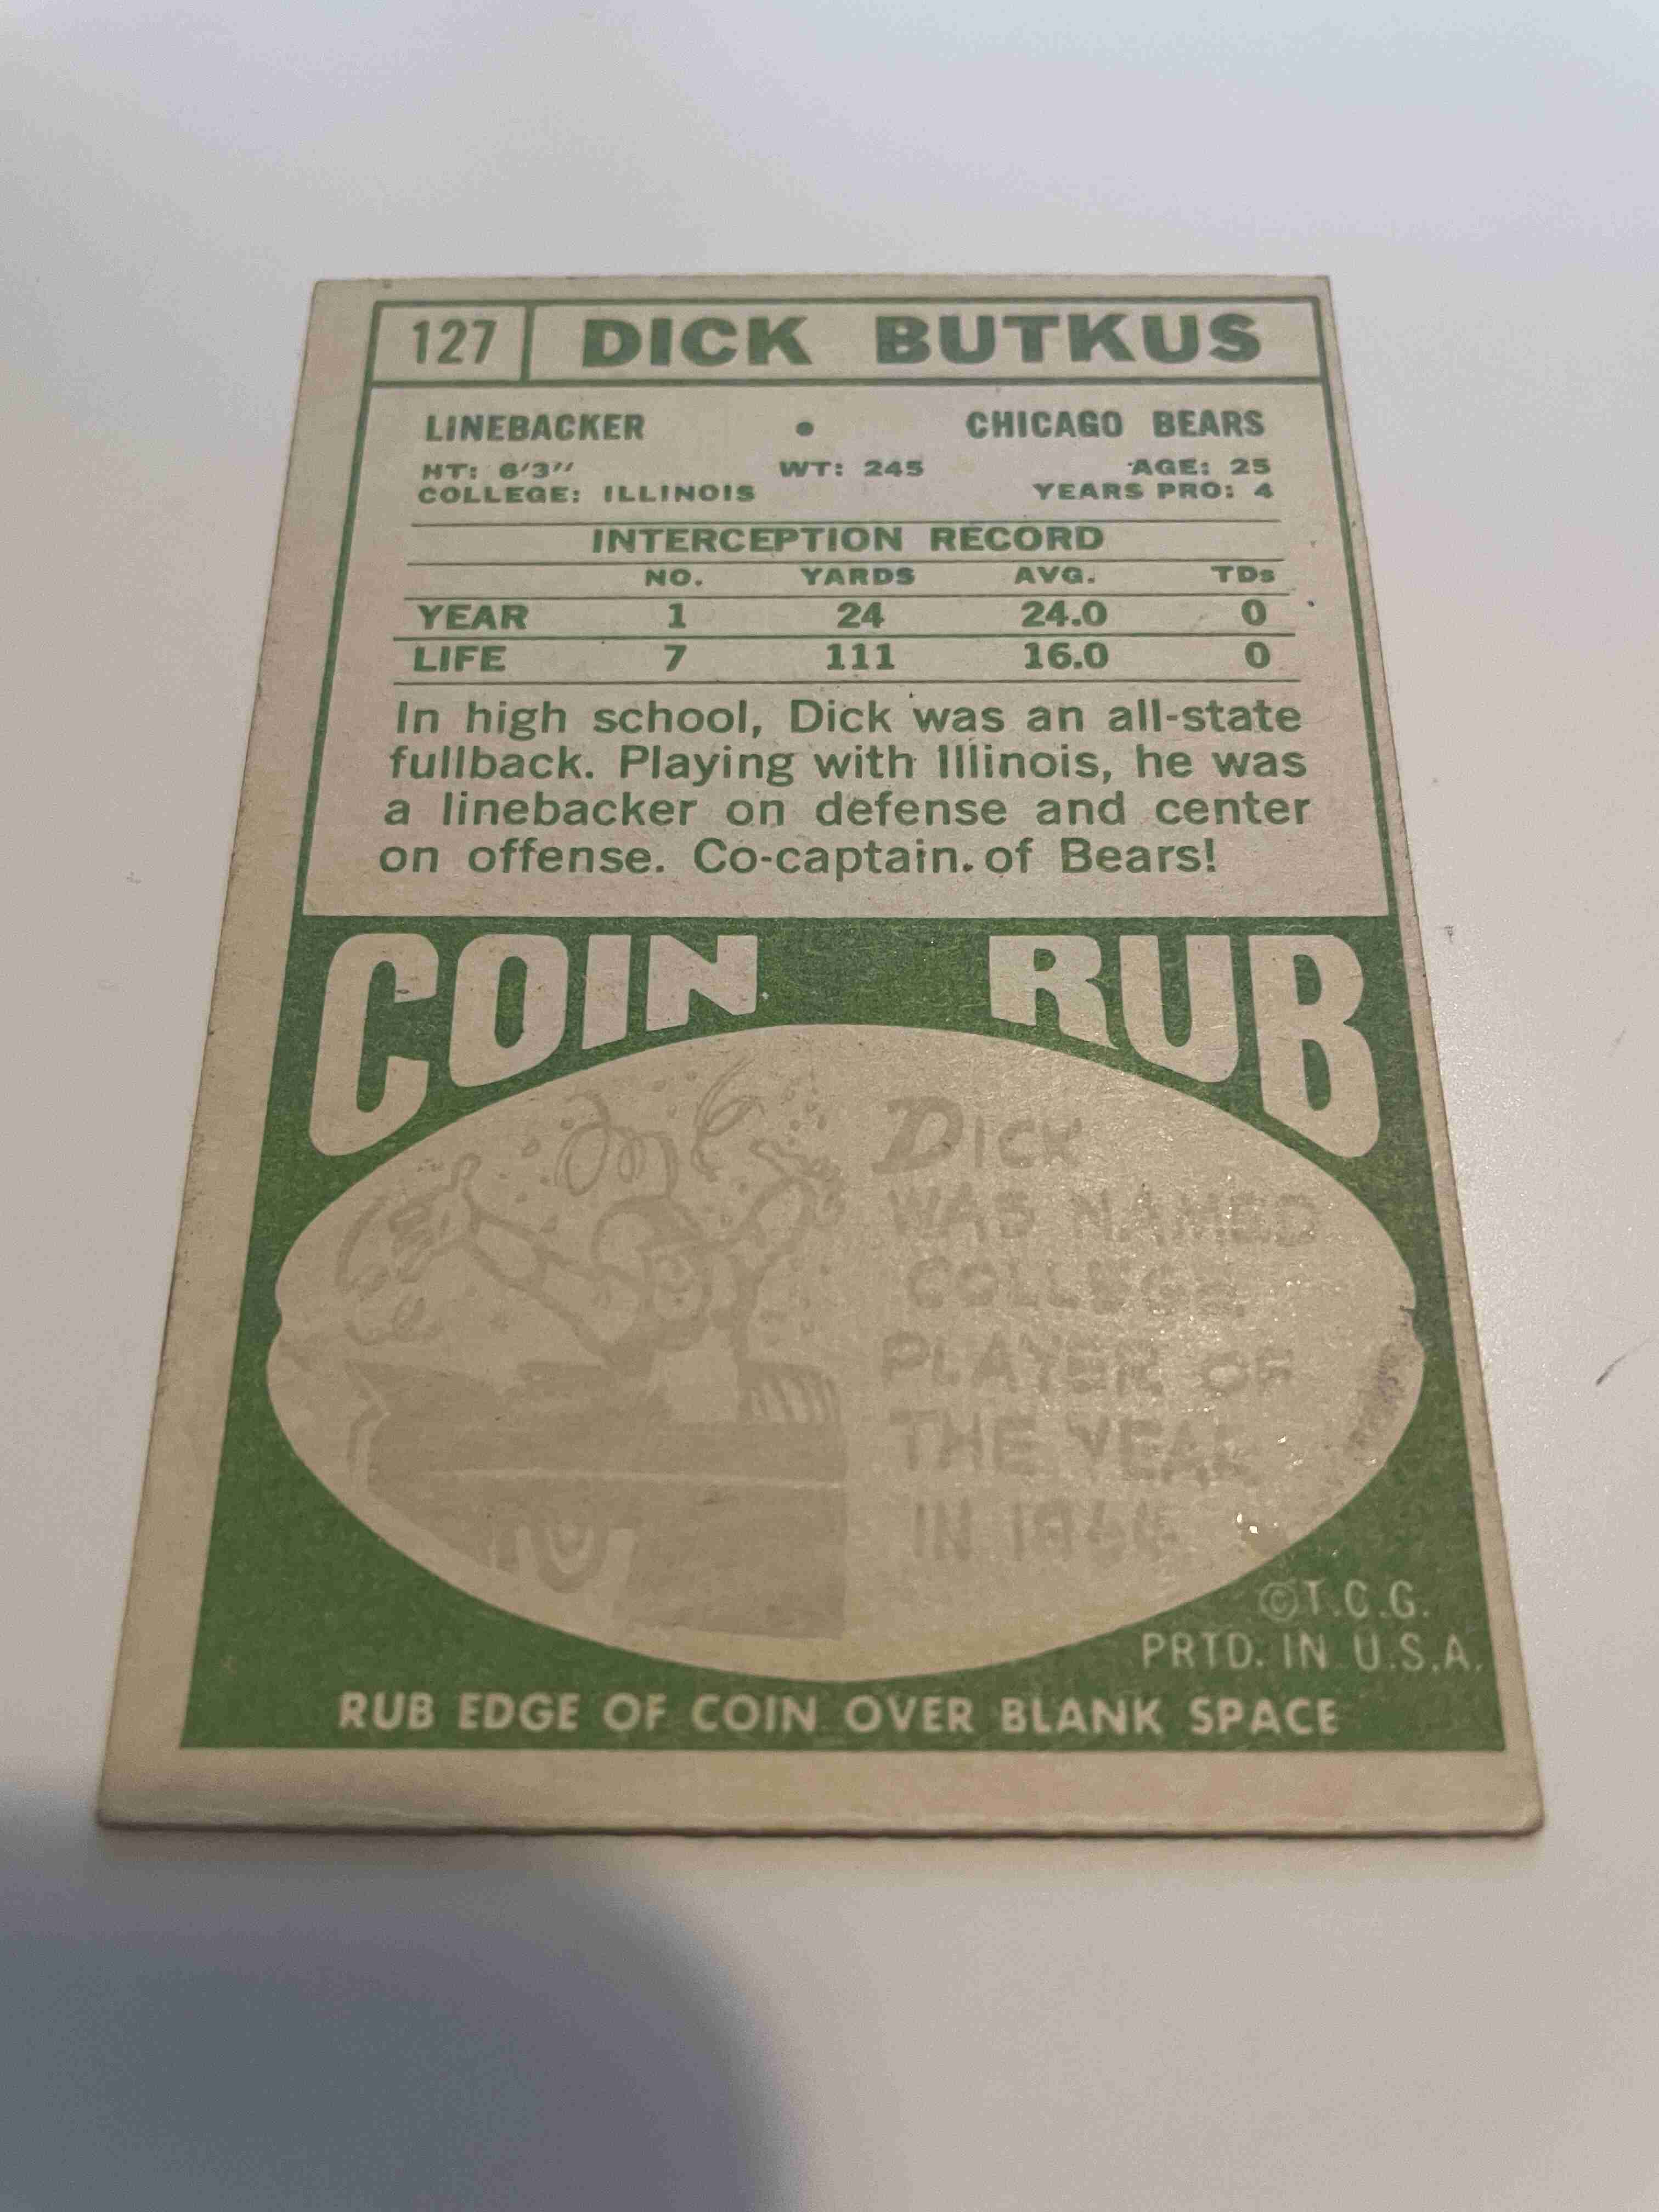 127 DICK BUTKUS
LINEBACKER • CHICAGO BEARS
HT: 6'3" WT: 245 AGE: 25
COLLEGE: ILLINOIS YEARS PRO: 4
INTERCEPTION RECORD
NO. YARDS AVG. TDs
YEAR 1 24 24.0 0
LIFE 7 111 16.0 0
In high school, Dick was an all-state
fullback. Playing with Illinois, he was
a linebacker on defense and center
on offense. Co-captain. of Bears!
COIN RUB
DICK
WAS NAMED
COLLEGE
PLAYER OF
THE YEAR
IN 1964
©T.C.G.
PRTD. IN U.S.A.
RUB EDGE OF COIN OVER BLANK SPACE